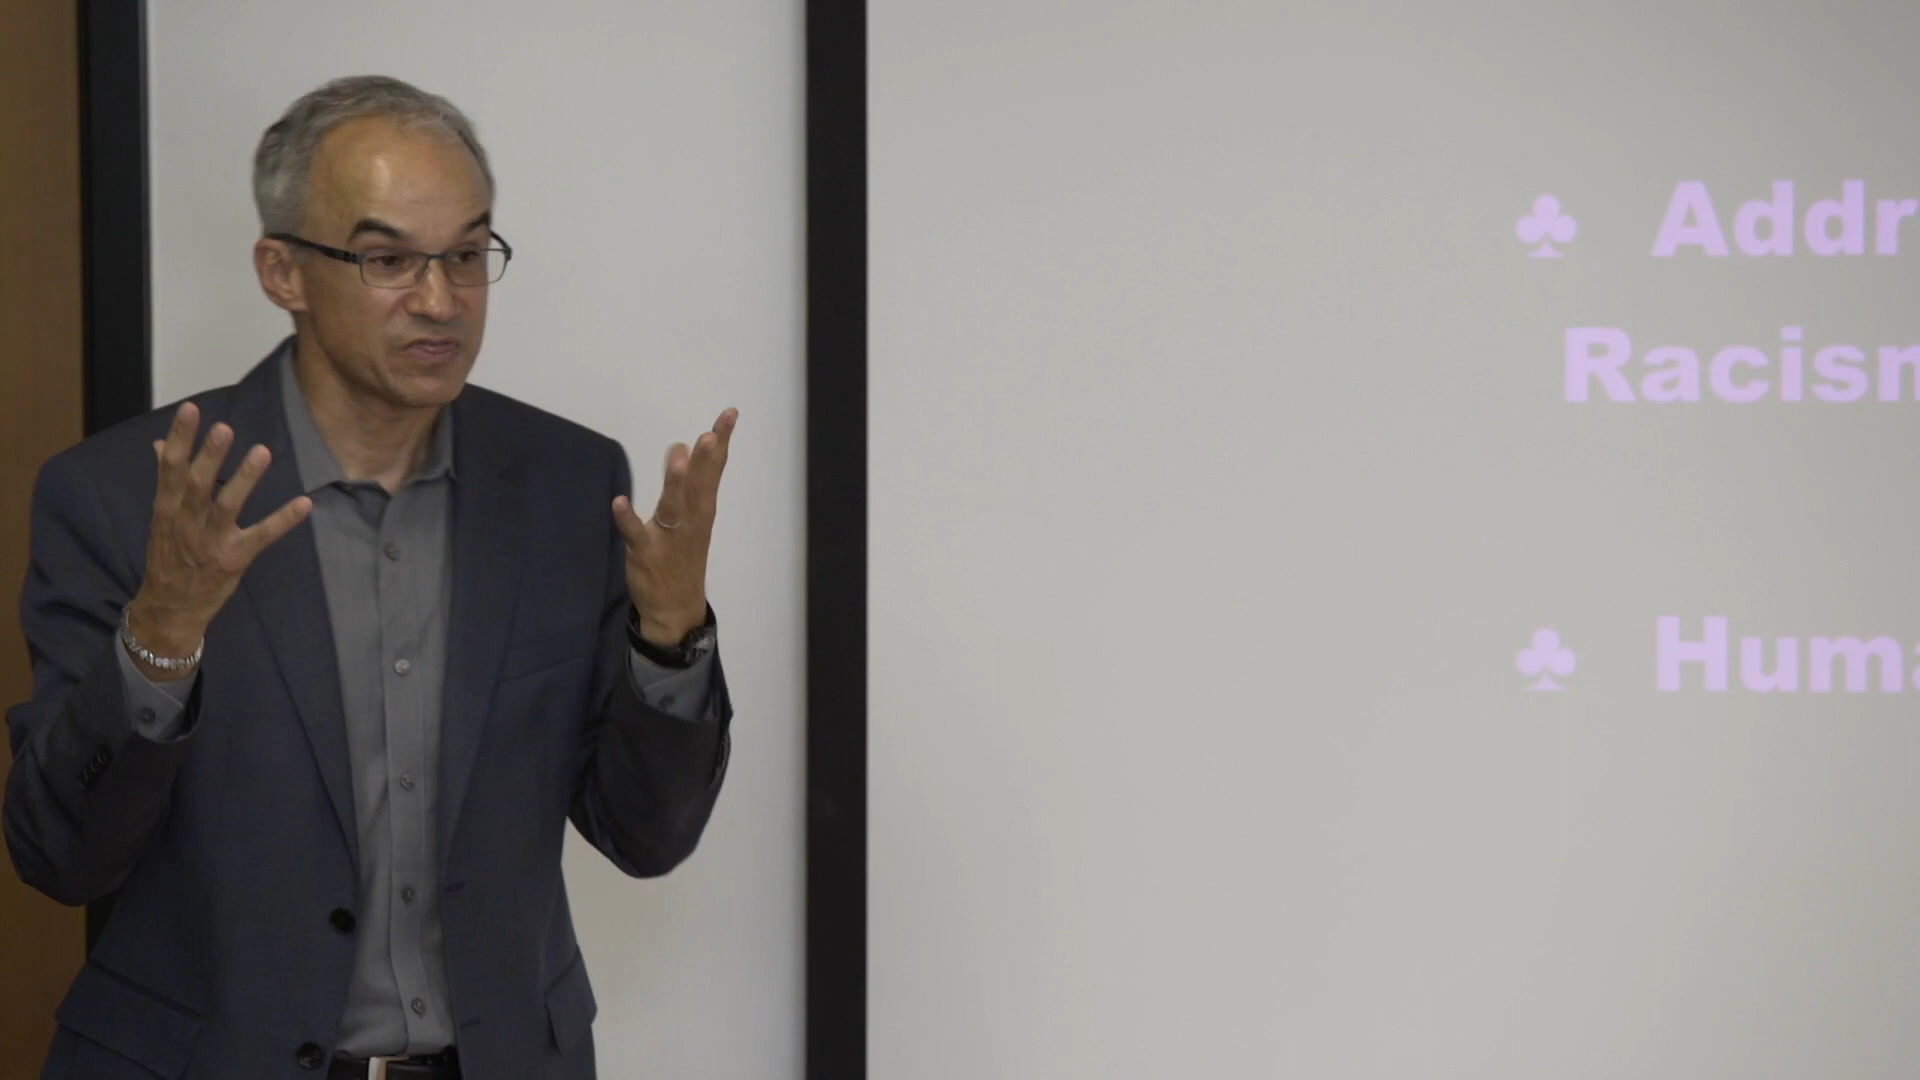 ♣ Addr
Racism
♣ Huma